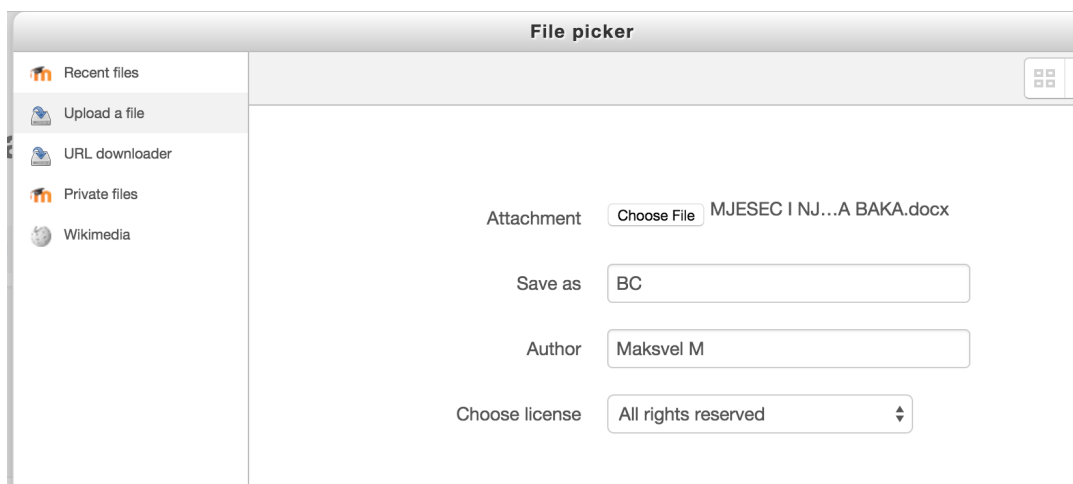 File picker
Recent files
Upload a file
URL downloader
Private files
Wikimedia
Attachment Choose File MJESEC I NJ...A BAKA.docx
Save as BC
Author Maksvel M
Choose license All rights reserved